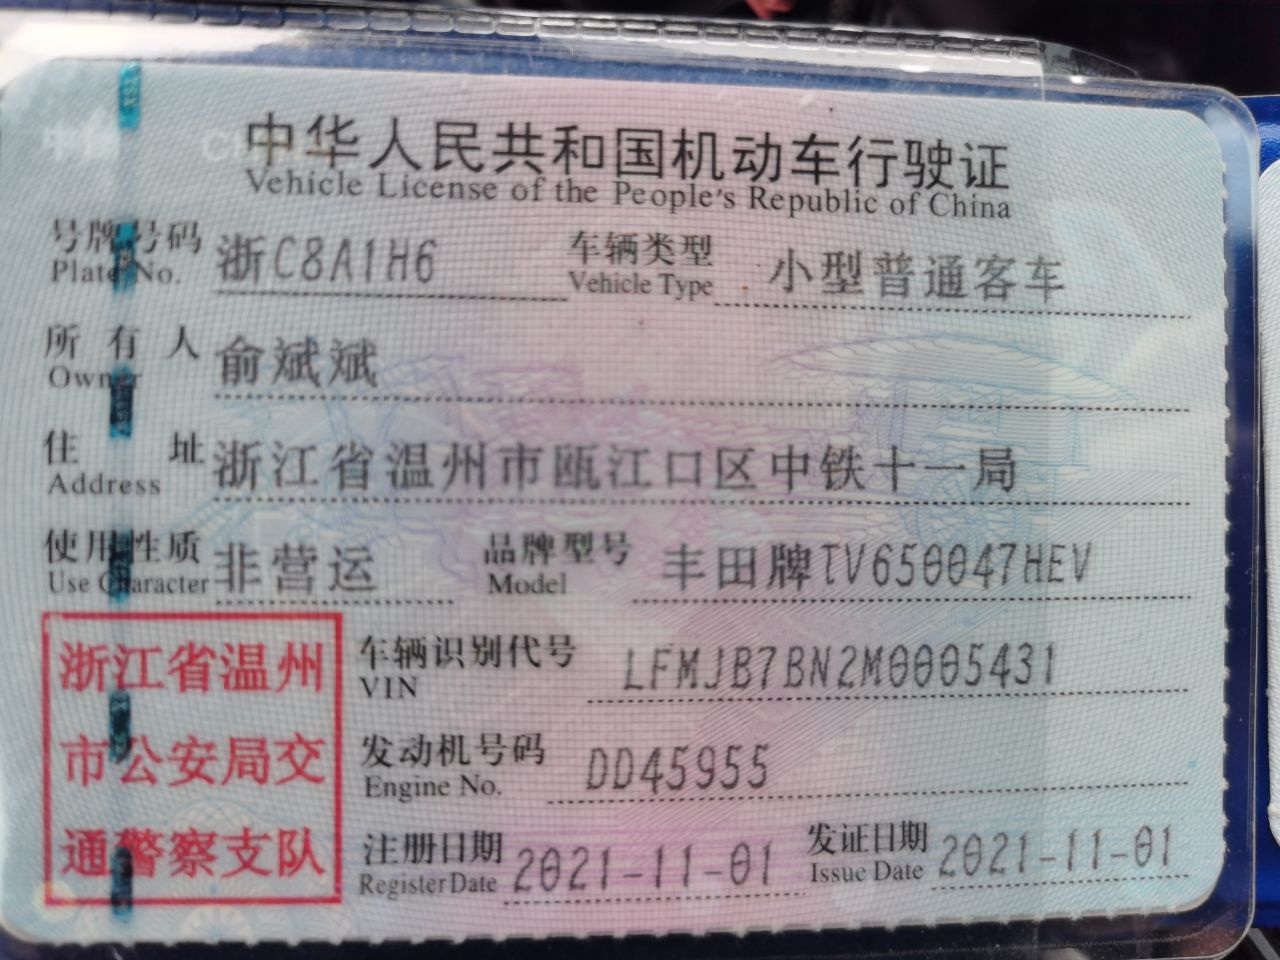 中华人民共和国机动车行驶证
Vehicle License of the People's Republic of China
号牌号码 浙C8A1H6 车辆类型 小型普通客车
Plate No. Vehicle Type
所有人 俞斌斌
Owner
住址 浙江省温州市瓯江口区中铁十一局
Address
使用性质 非营运 品牌型号 丰田牌TV650047HEV
Use Character Model
浙江省温州
市公安局交
通警察支队
车辆识别代号 LFMJB7BN2M0005431
VIN
发动机号码 DD45955
Engine No.
注册日期 2021-11-01 发证日期 2021-11-01
Register Date Issue Date